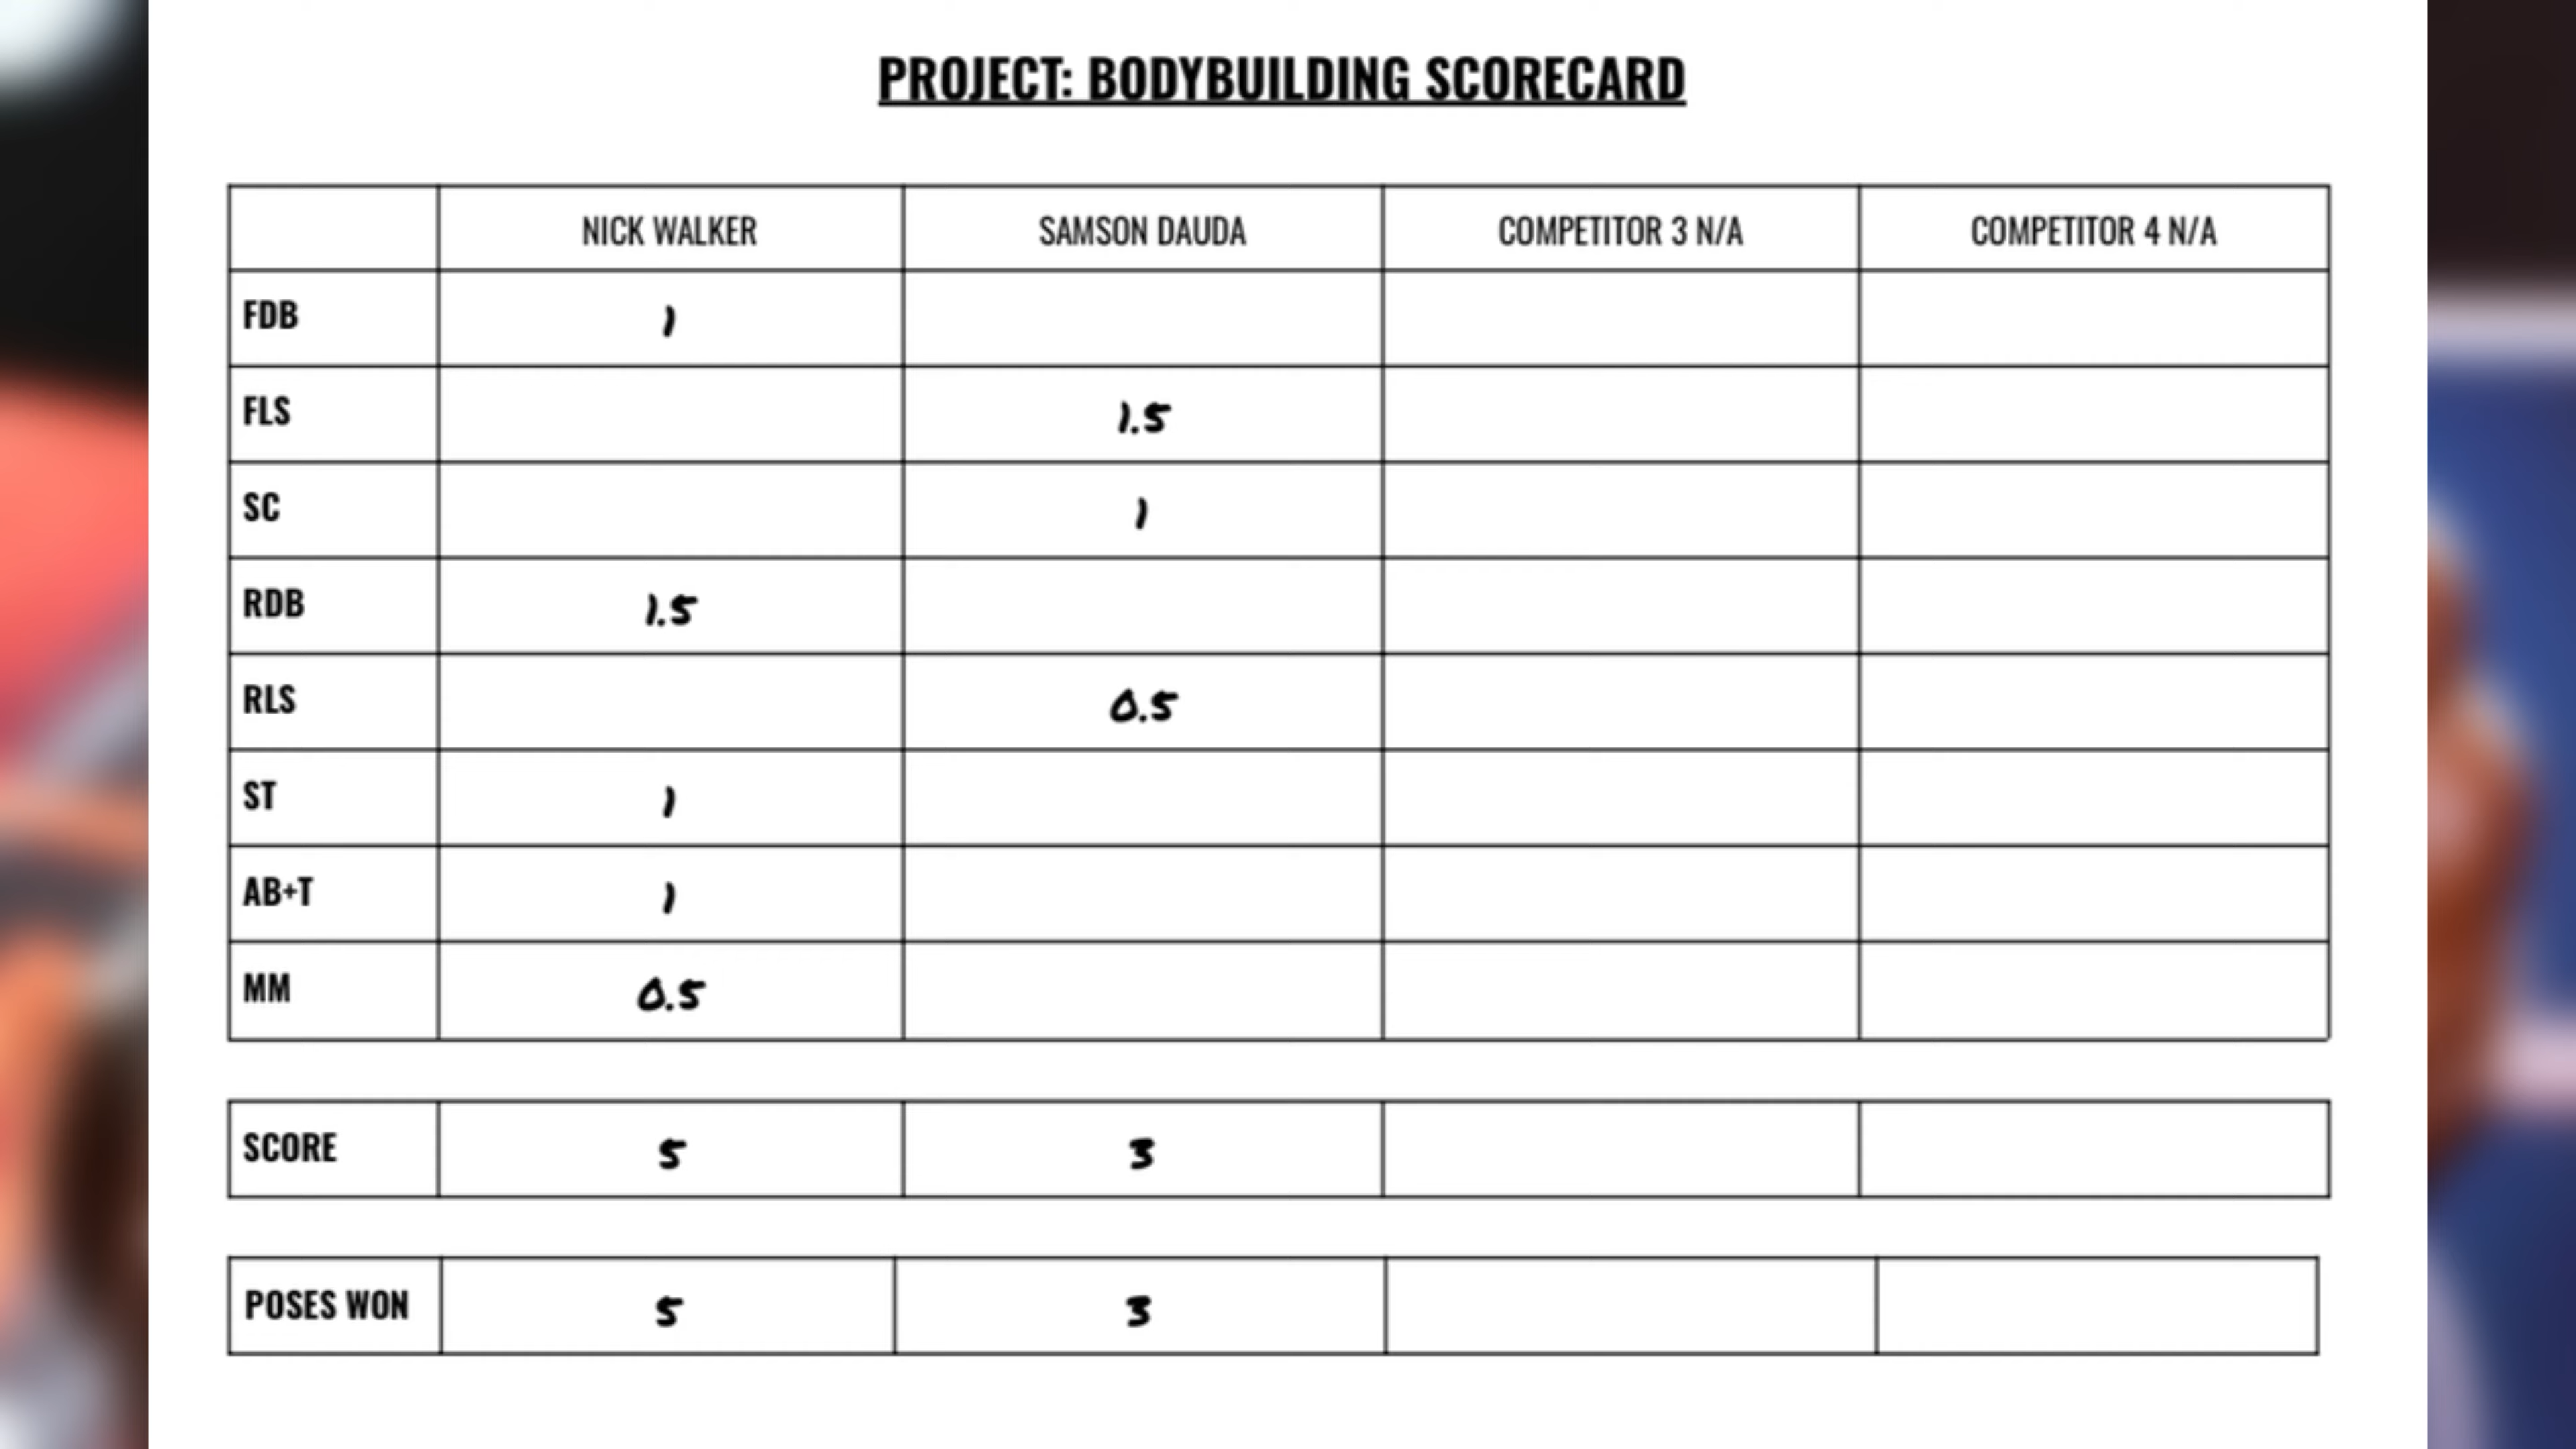 PROJECT: BODYBUILDING SCORECARD
NICK WALKER SAMSON DAUDA COMPETITOR 3 N/A COMPETITOR 4 N/A
FDB 1
FLS 1.5
SC 1
RDB 1.5
RLS 0.5
ST 1
AB+T 1
MM 0.5
SCORE 5 3
POSES WON 5 3